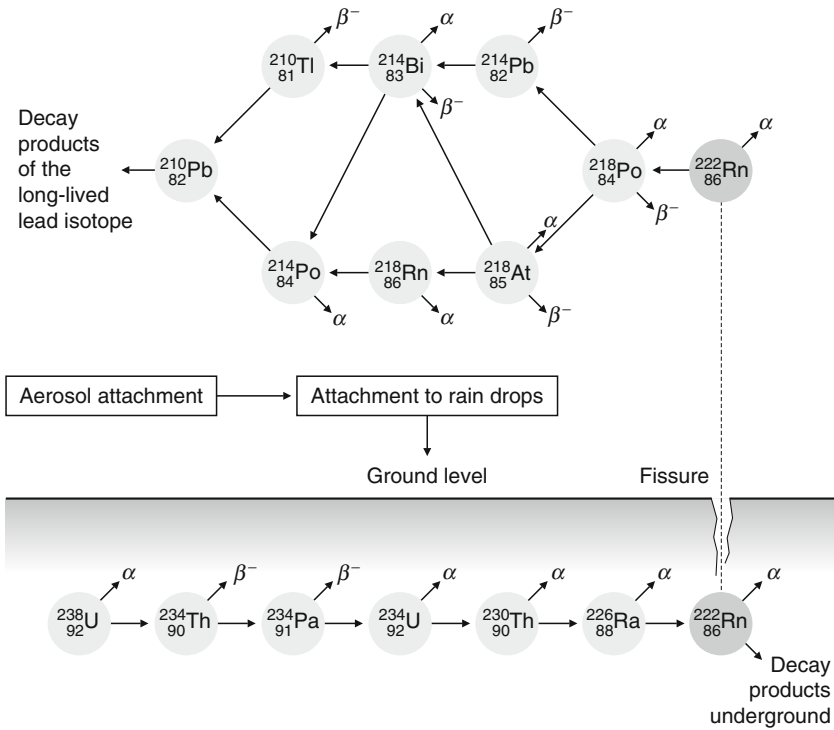 β⁻ α β⁻
²¹⁰₈₁Tl ²¹⁴₈₃Bi ²¹⁴₈₂Pb
β⁻
Decay
products
of the
long-lived
lead isotope
α α
²¹⁰₈₂Pb ²¹⁸₈₄Po ²²²₈₆Rn
β⁻
α
²¹⁴₈₄Po ²¹⁸₈₆Rn ²¹⁸₈₅At
α α β⁻
Aerosol attachment
Attachment to rain drops
Ground level
Fissure
α β⁻ β⁻ α α α α
²³⁸₉₂U ²³⁴₉₀Th ²³⁴₉₁Pa ²³⁴₉₂U ²³⁰₉₀Th ²²⁶₈₈Ra ²²²₈₆Rn
Decay
products
underground